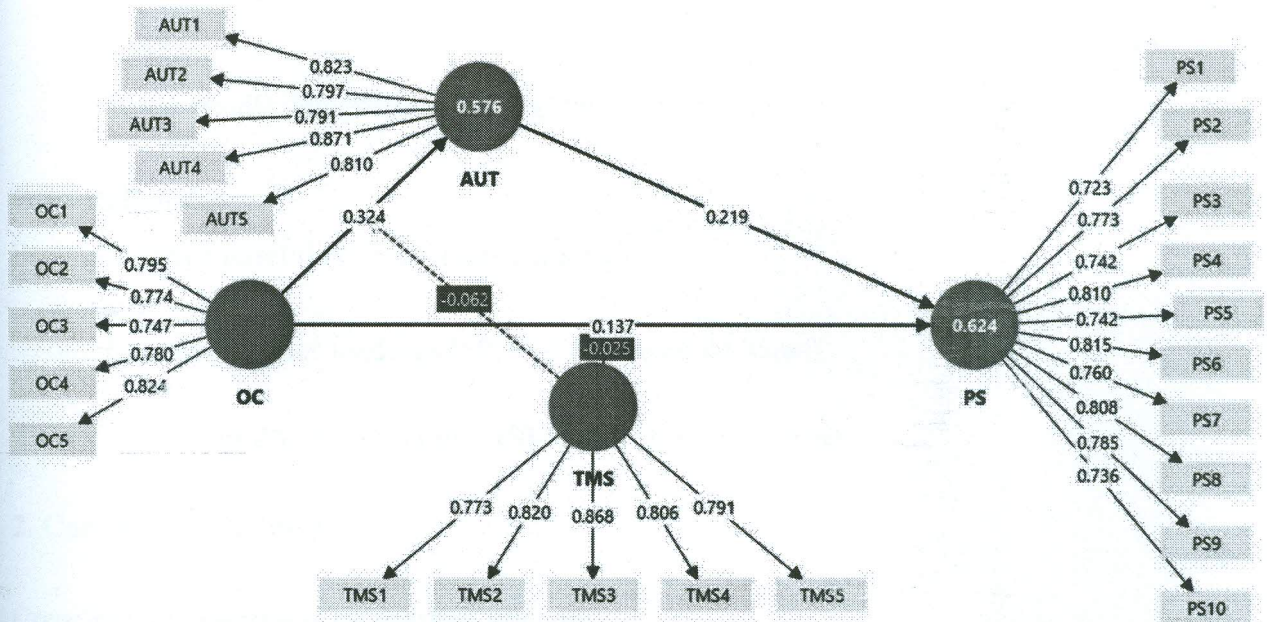 AUT1
0.823
AUT2
0.797
AUT3
0.791
AUT4
0.871
AUT5
0.810
0.576
AUT
OC1
0.795
OC2
0.774
OC3
0.747
OC4
0.780
OC5
0.824
OC
0.324
-0.062
0.219
0.137
-0.025
TMS
0.773
0.820
0.868
0.806
0.791
TMS1
TMS2
TMS3
TMS4
TMS5
0.624
PS
0.723
0.773
0.742
0.810
0.742
0.815
0.760
0.808
0.785
0.736
PS1
PS2
PS3
PS4
PS5
PS6
PS7
PS8
PS9
PS10